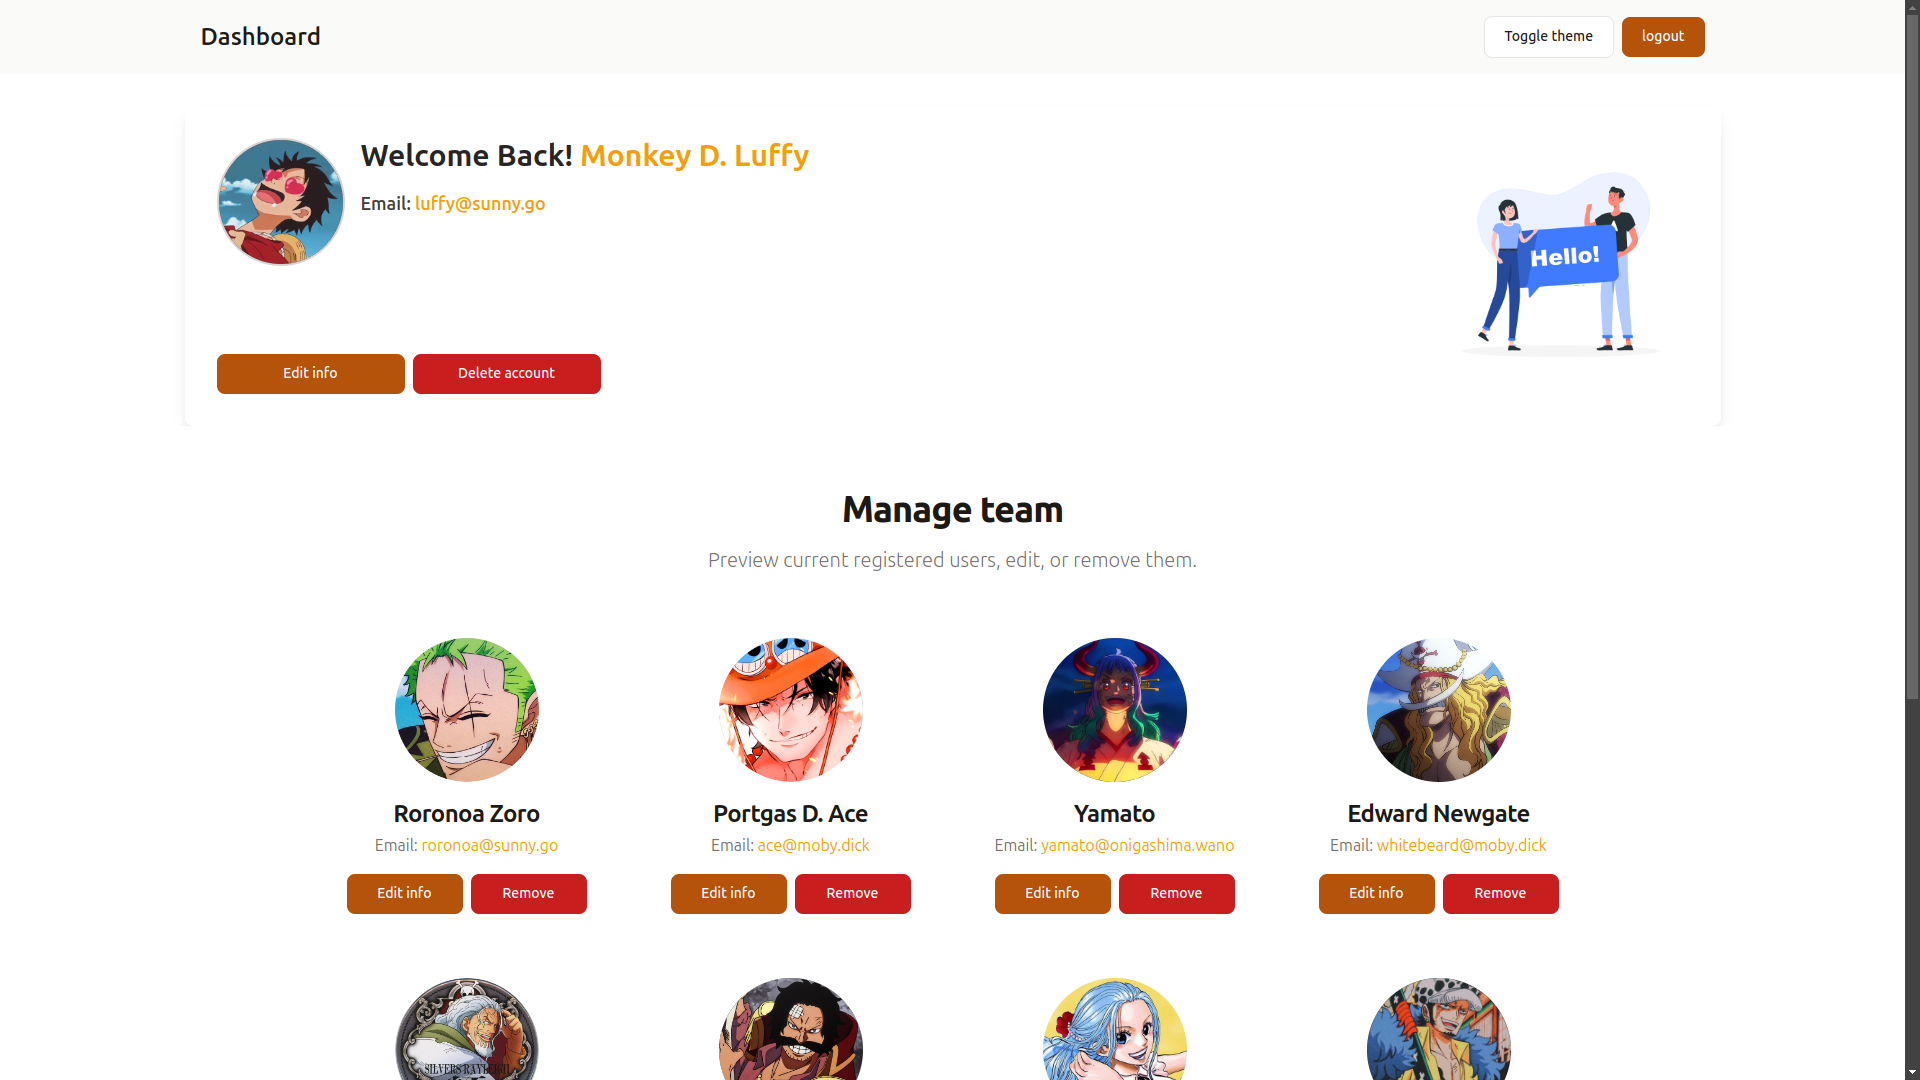 Dashboard
Toggle theme
logout
Welcome Back! Monkey D. Luffy
Email: luffy@sunny.go
Hello!
Edit info
Delete account
Manage team
Preview current registered users, edit, or remove them.
Roronoa Zoro
Portgas D. Ace
Yamato
Edward Newgate
Email: roronoa@sunny.go
Email: ace@moby.dick
Email: yamato@onigashima.wano
Email: whitebeard@moby.dick
Edit info
Remove
Edit info
Remove
Edit info
Remove
Edit info
Remove
SILVERS RAYLEIGH